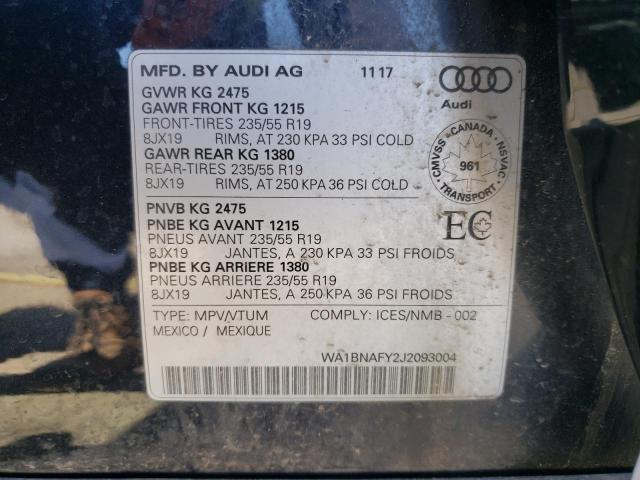 MFD. BY AUDI AG 11 17
Audi
GVWR KG 2475
GAWR FRONT KG 1215
FRONT-TIRES 235/55 R19
8JX19 RIMS, AT 230 KPA 33 PSI COLD
GAWR REAR KG 1380
REAR-TIRES 235/55 R19
8JX19 RIMS, AT 250 KPA 36 PSI COLD
CMVSS CANADA NSVAC
961
TRANSPORT
PNVB KG 2475
PNBE KG AVANT 1215
PNEUS AVANT 235/55 R19
8JX19 JANTES, A 230 KPA 33 PSI FROIDS
PNBE KG ARRIERE 1380
PNEUS ARRIERE 235/55 R19
8JX19 JANTES, A 250 KPA 36 PSI FROIDS
EC
TYPE: MPV/VTUM COMPLY: ICES/NMB - 002
MEXICO / MEXIQUE
WA1BNAFY2J2093004